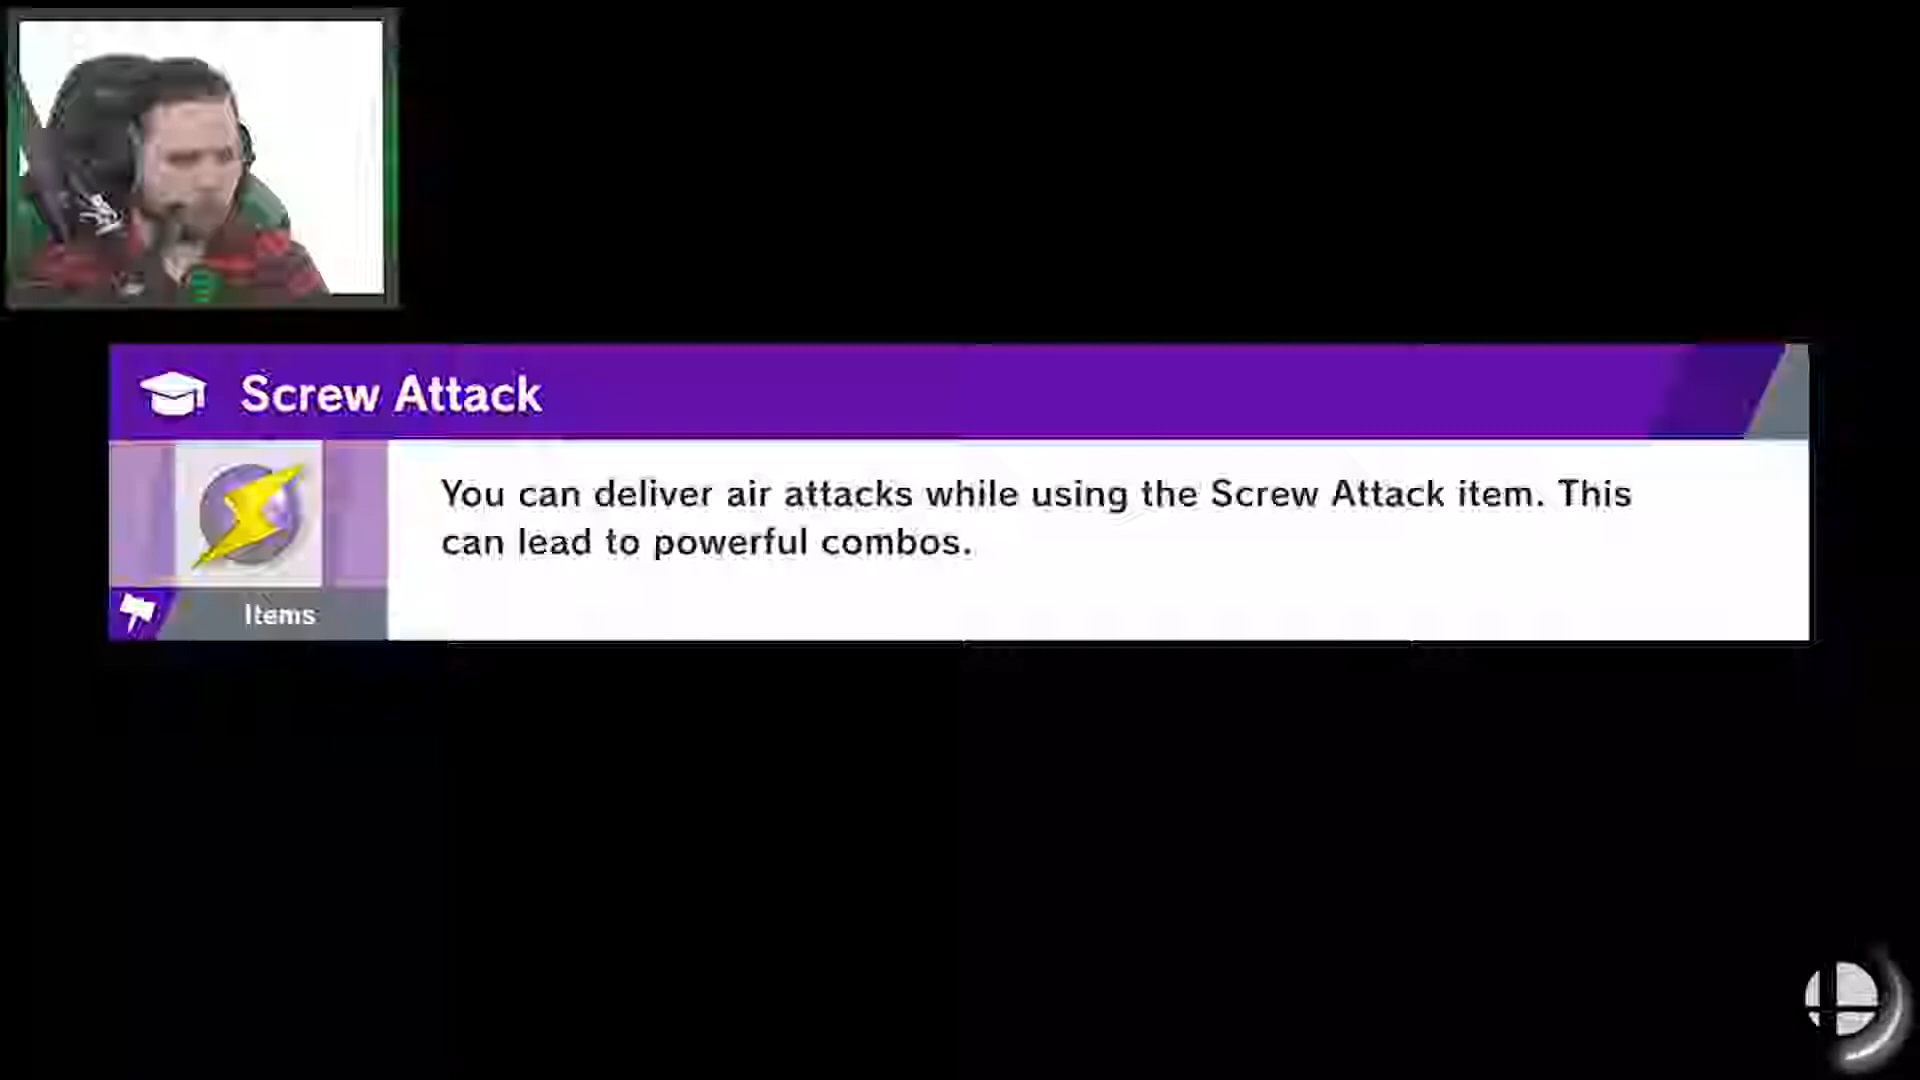 Screw Attack
You can deliver air attacks while using the Screw Attack item. This
can lead to powerful combos.
Items